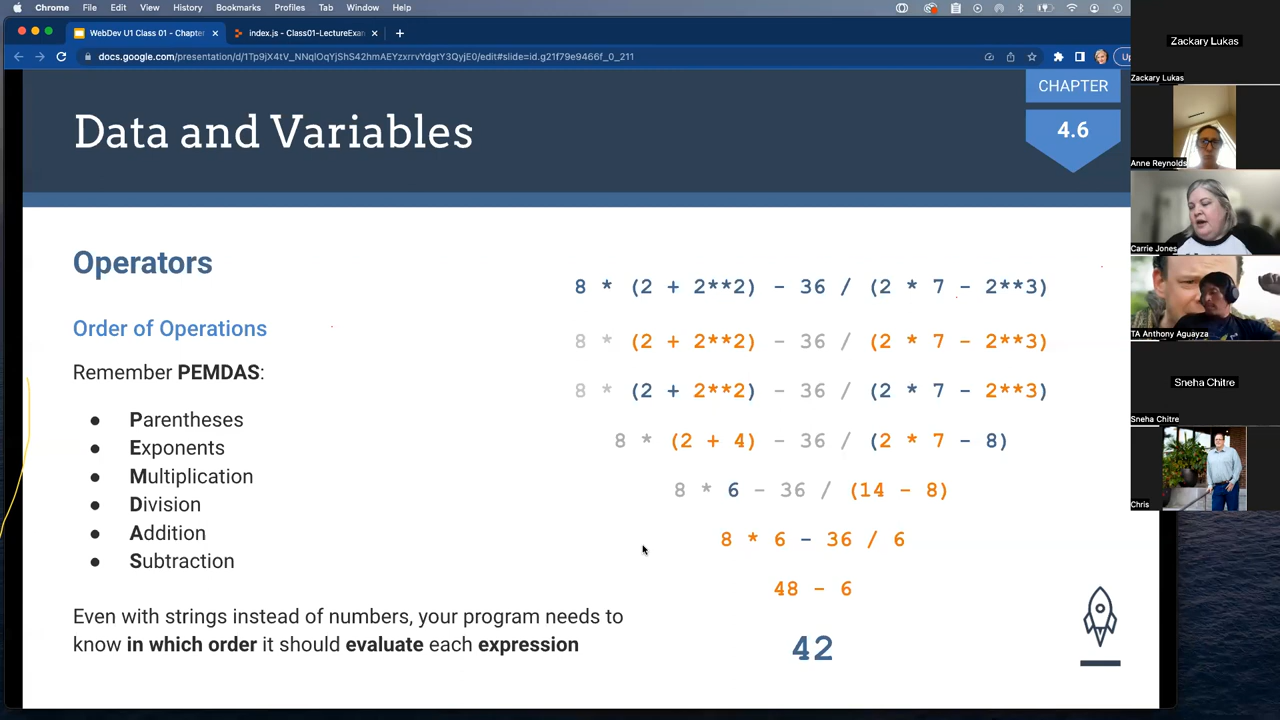 Chrome File Edit View History Bookmarks Profiles Tab Window Help
WebDev U1 Class 01 - Chapter
index.js - Class01-LectureExan
docs.google.com/presentation/d/1Tp9jX4tV_NNqlOqYjShS42hmAEYzxrrvYdgtY3QyjE0/edit#slide=id.g21f79e9466f_0_211
Data and Variables
CHAPTER
4.6
Operators
Order of Operations
Remember PEMDAS:
● Parentheses
● Exponents
● Multiplication
● Division
● Addition
● Subtraction
Even with strings instead of numbers, your program needs to
know in which order it should evaluate each expression
8 * (2 + 2**2) - 36 / (2 * 7 - 2**3)
8 * (2 + 2**2) - 36 / (2 * 7 - 2**3)
8 * (2 + 2**2) - 36 / (2 * 7 - 2**3)
8 * (2 + 4) - 36 / (2 * 7 - 8)
8 * 6 - 36 / (14 - 8)
8 * 6 - 36 / 6
48 - 6
42
Zackary Lukas
Zackary Lukas
Anne Reynolds
Carrie Jones
TA Anthony Aguayza
Sneha Chitre
Sneha Chitre
Chris